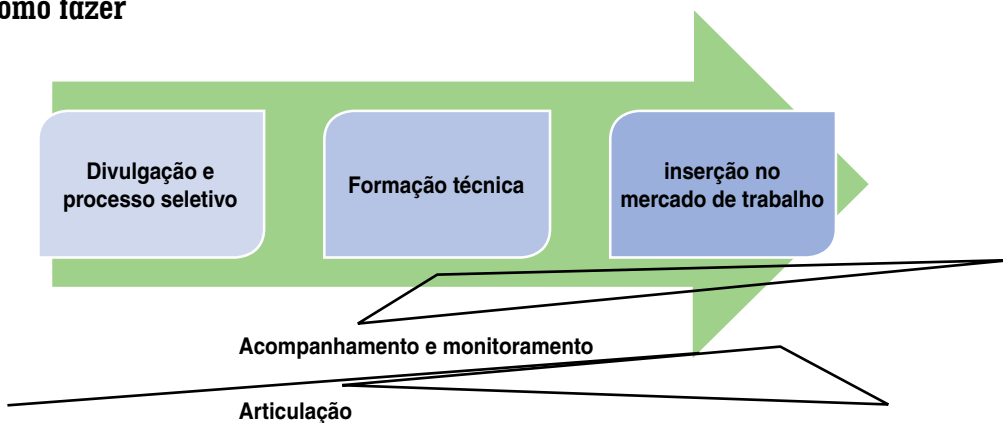 omo fazer
Divulgação e
processo seletivo
Formação técnica
inserção no
mercado de trabalho
Acompanhamento e monitoramento
Articulação